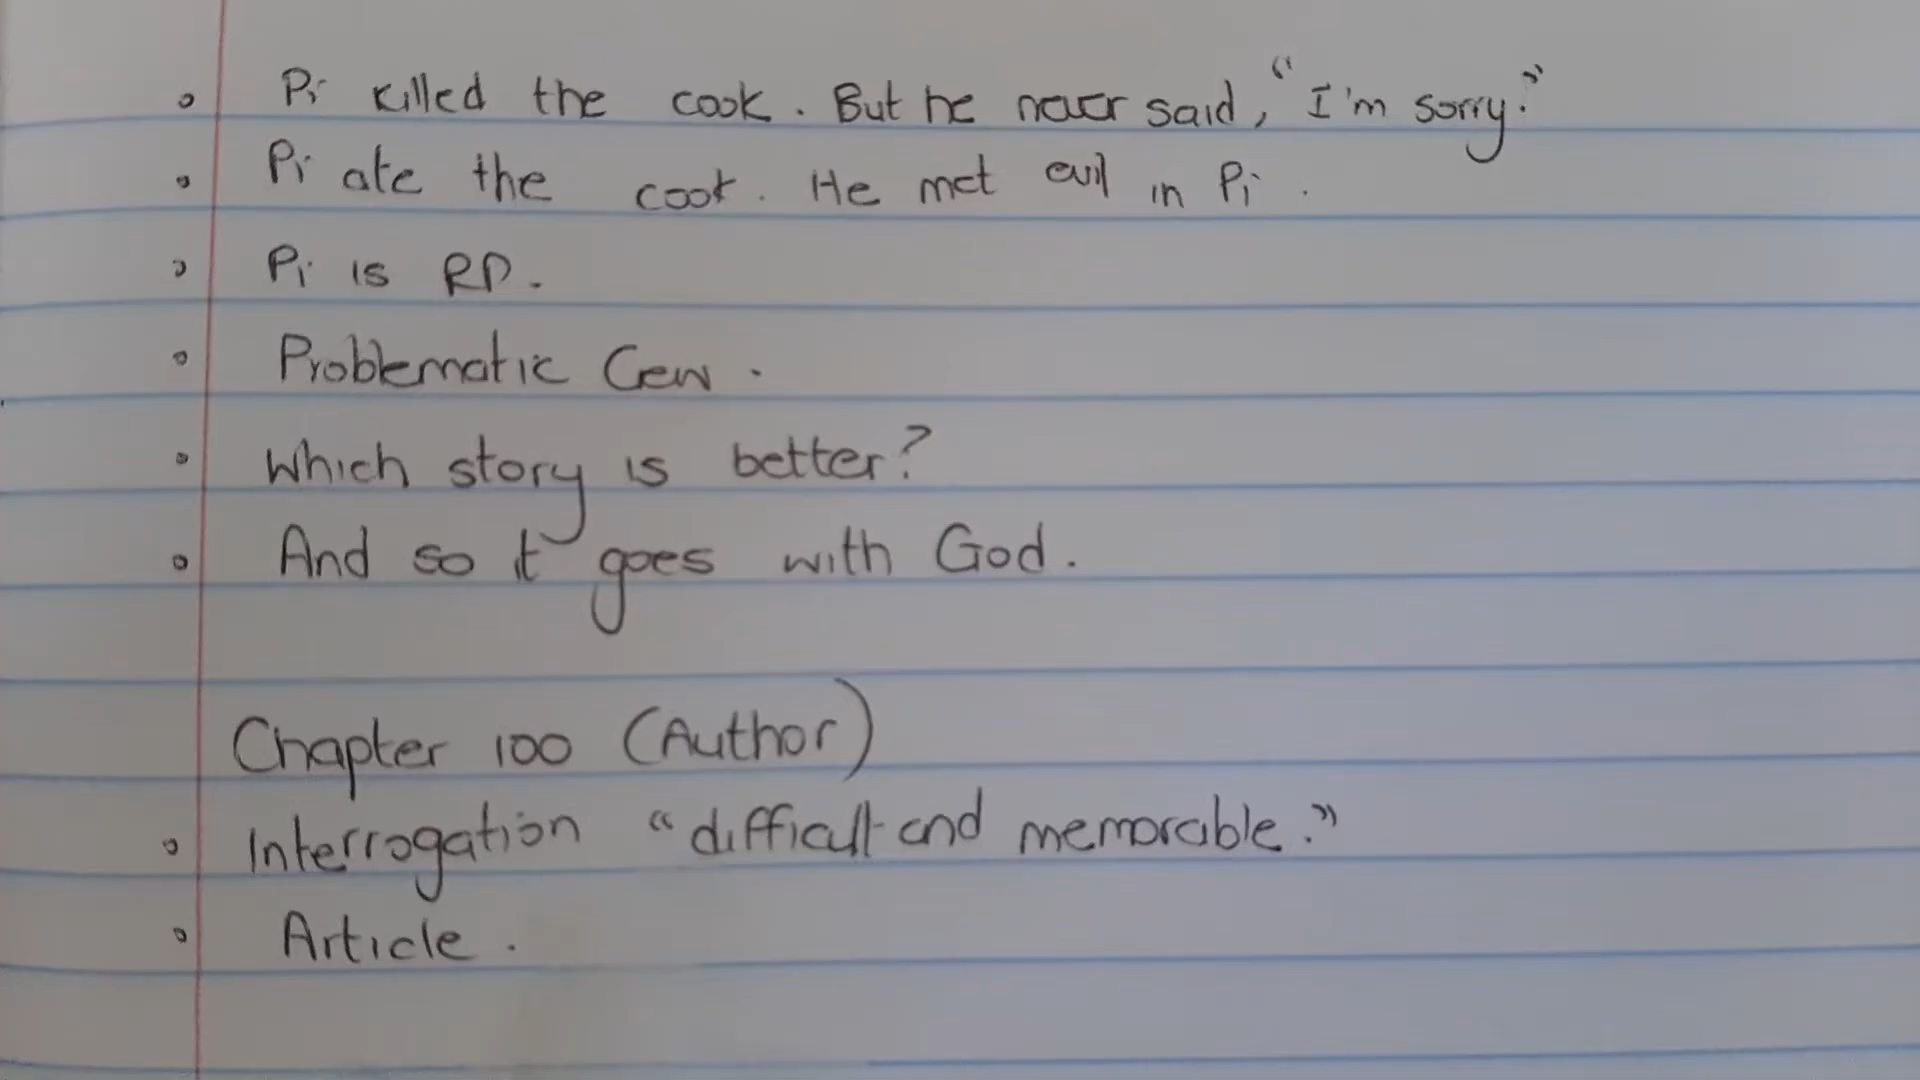 Pi killed the cook. But he never said, "I'm sorry."
Pi ate the cook. He met evil in Pi.
Pi is RP.
Problematic Crew.
Which story is better?
And so it goes with God.
Chapter 100 (Author)
Interrogation "difficult and memorable."
Article.